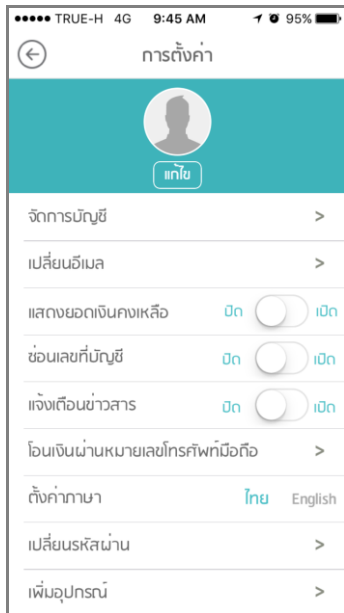 TRUE-H 4G 9:45 AM 95%
การตั้งค่า
แก้ไข
จัดการบัญชี >
เปลี่ยนอีเมล >
แสดงยอดเงินคงเหลือ ปิด เปิด
ซ่อนเลขที่บัญชี ปิด เปิด
แจ้งเตือนข่าวสาร ปิด เปิด
โอนเงินผ่านหมายเลขโทรศัพท์มือถือ >
ตั้งค่าภาษา ไทย English
เปลี่ยนรหัสผ่าน >
เพิ่มอุปกรณ์ >